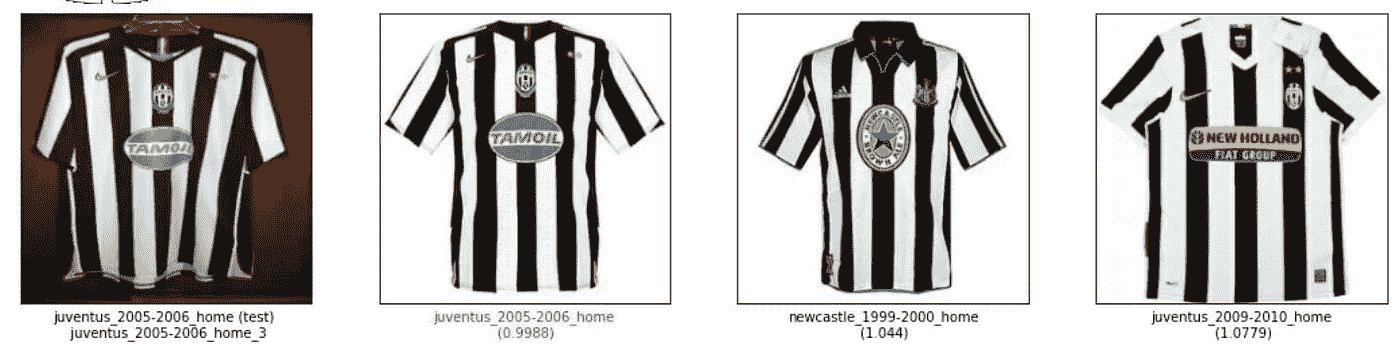 TAMOIL
juventus_2005-2006_home (test)
juventus_2005-2006_home_3
TAMOIL
juventus_2005-2006_home
(0.9988)
adidas
NEWCASTLE
BROWN ALE
newcastle_1999-2000_home
(1.044)
NEW HOLLAND
FIAT GROUP
juventus_2009-2010_home
(1.0779)